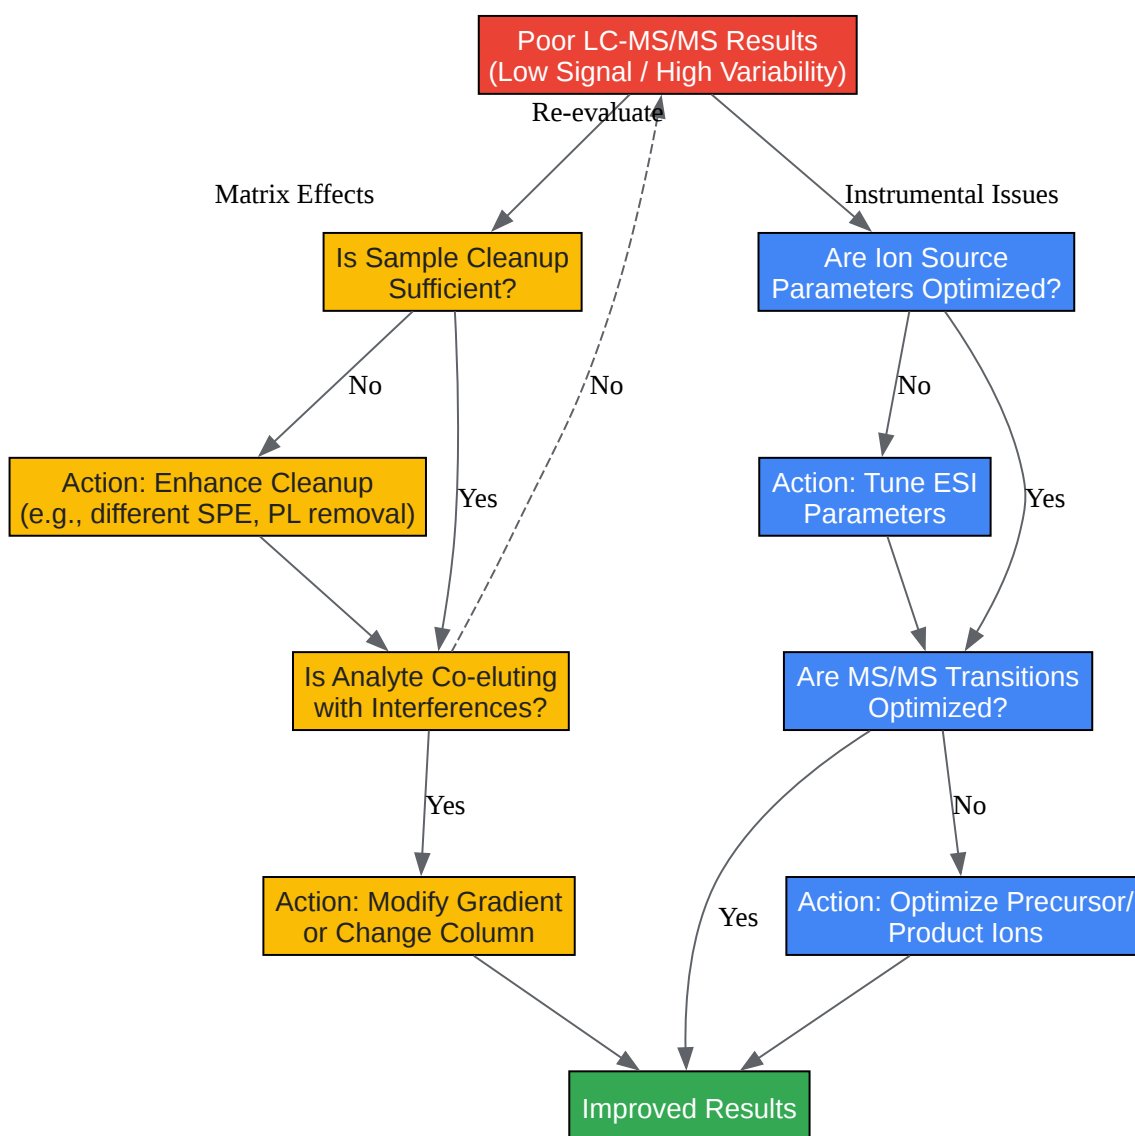 Poor LC-MS/MS Results
(Low Signal / High Variability)
Re-evaluate
Matrix Effects
Instrumental Issues
Is Sample Cleanup
Sufficient?
Are Ion Source
Parameters Optimized?
No
No
No
Action: Enhance Cleanup
(e.g., different SPE, PL removal)
Yes
Action: Tune ESI
Parameters
Yes
Is Analyte Co-eluting
with Interferences?
Are MS/MS Transitions
Optimized?
Yes
No
Action: Modify Gradient
or Change Column
Yes
Action: Optimize Precursor/
Product Ions
Improved Results